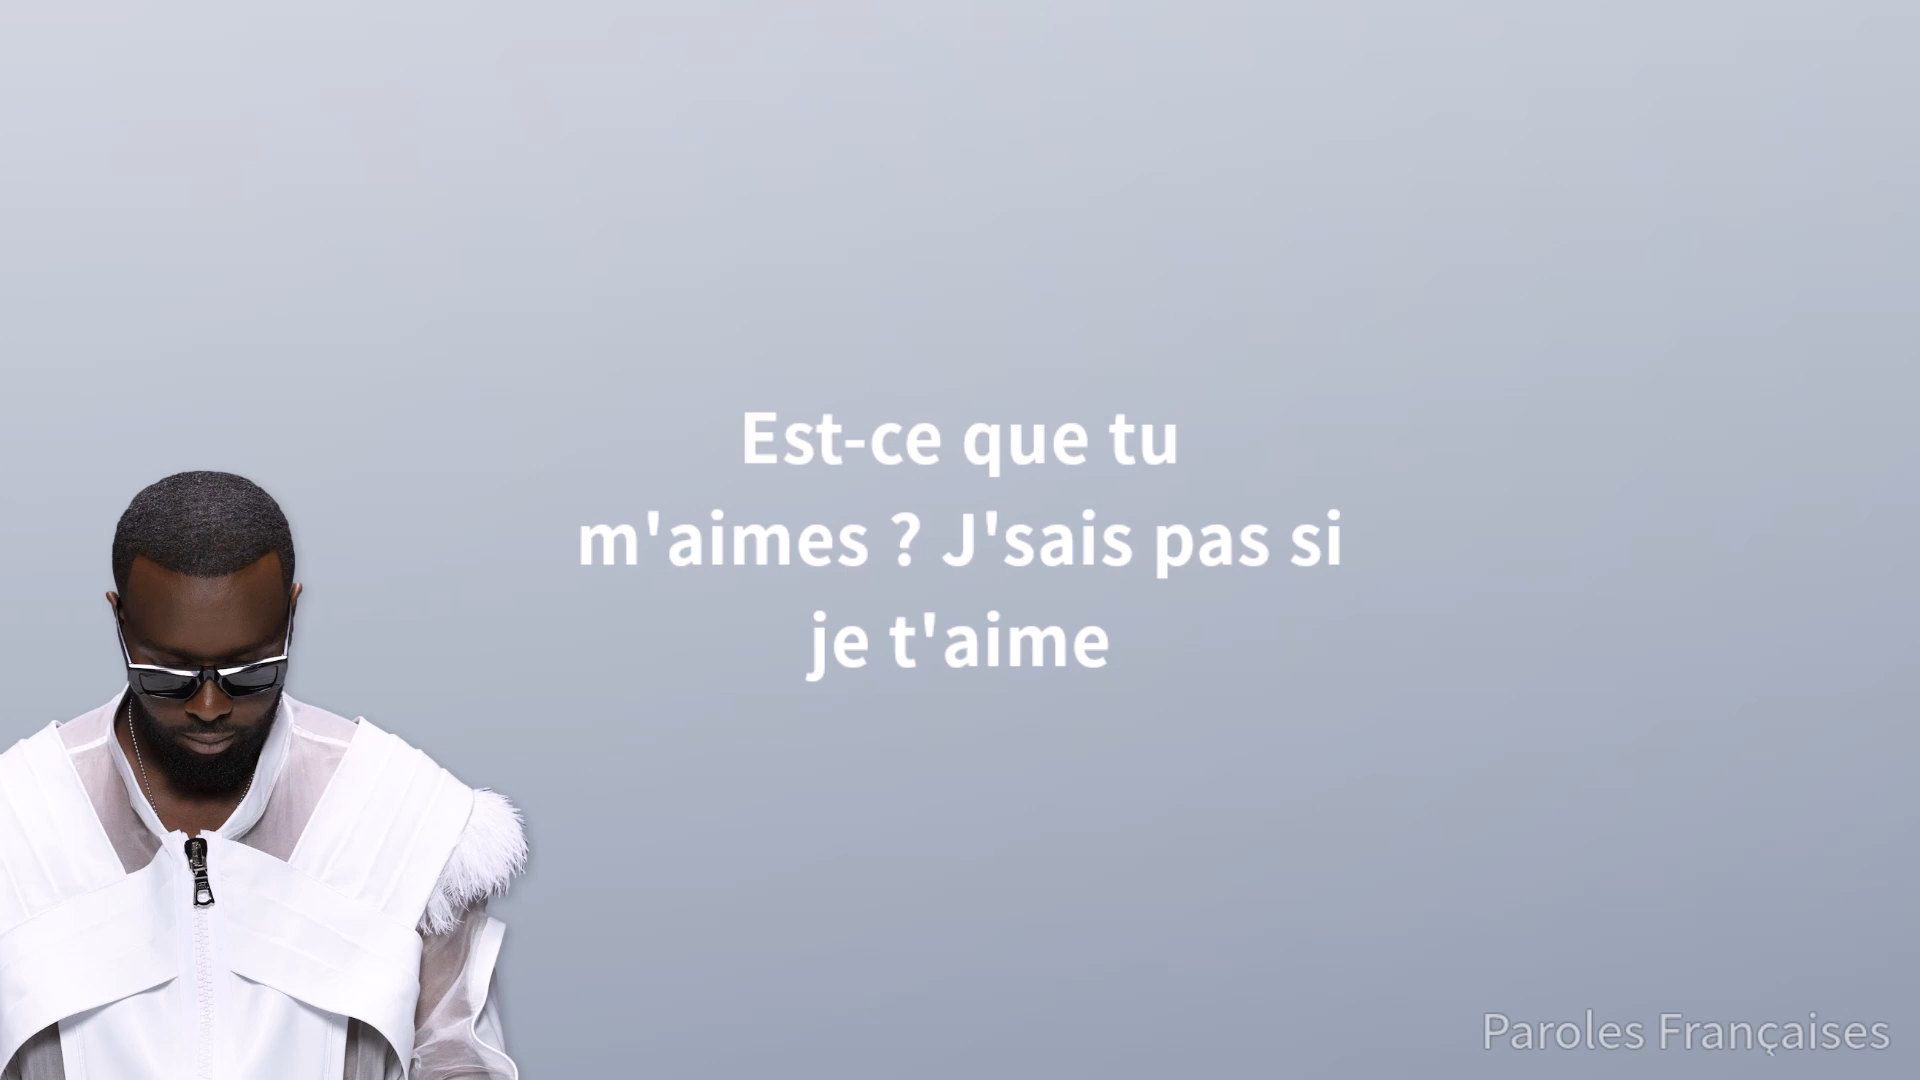 Est-ce que tu
m'aimes ? J'sais pas si
je t'aime
Paroles Françaises